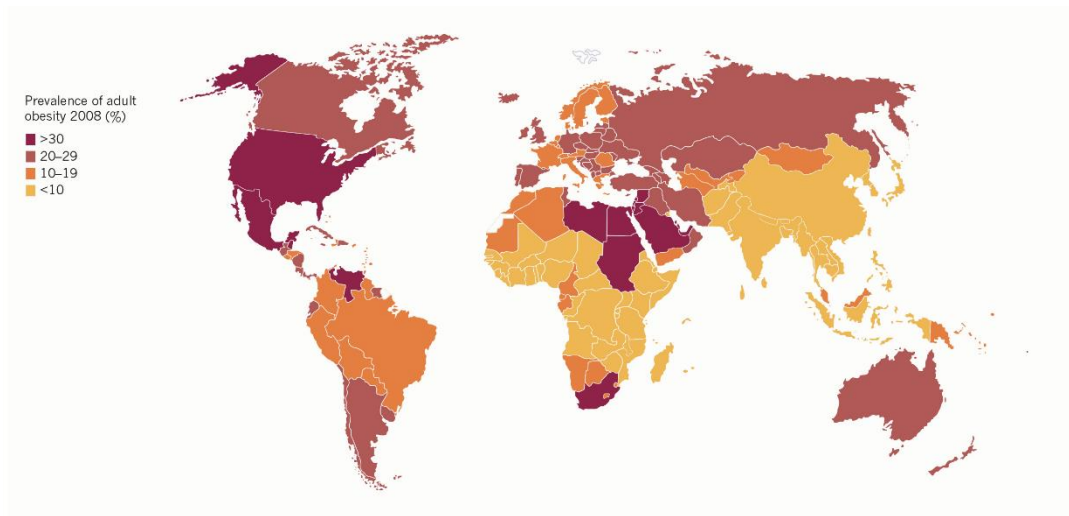 Prevalence of adult
obesity 2008 (%)
>30
20–29
10–19
<10